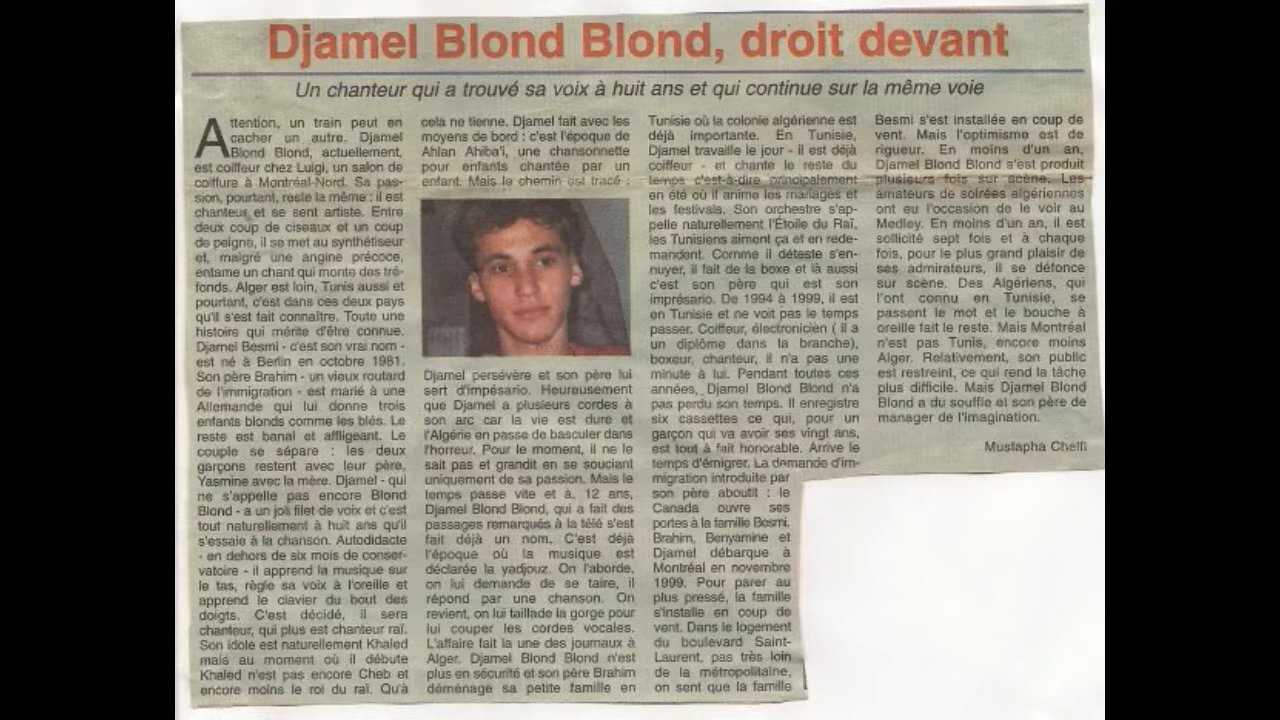 Djamel Blond Blond, droit devant
Un chanteur qui a trouvé sa voix à huit ans et qui continue sur la même voie
Attention, un train peut en
cacher un autre. Djamel
Blond Blond, actuellement,
est coiffeur chez Luigi, un salon de
coiffure à Montréal-Nord. Sa pas-
sion, pourtant, reste la même : il est
chanteur et se sent artiste. Entre
deux coup de ciseaux et un coup
de peigne, il se met au synthétiseur
et, malgré une angine précoce,
entame un chant qui monte des tré-
fonds. Alger est loin, Tunis aussi et
pourtant, c'est dans ces deux pays
qu'il s'est fait connaître. Toute une
histoire qui mérite d'être connue.
Djamel Besmi - c'est son vrai nom -
est né à Berlin en octobre 1981.
Son père Brahim - un vieux routard
de l'immigration - est marié à une
Allemande qui lui donne trois
enfants blonds comme les blés. Le
reste est banal et affligeant. Le
couple se sépare : les deux
garçons restent avec leur père,
Yasmine avec la mère. Djamel - qui
ne s'appelle pas encore Blond
Blond - a un joli filet de voix et c'est
tout naturellement à huit ans qu'il
s'essaie à la chanson. Autodidacte
- en dehors de six mois de conser-
vatoire - il apprend la musique sur
le tas, règle sa voix à l'oreille et
apprend le clavier du bout des
doigts. C'est décidé, il sera
chanteur, qui plus est chanteur raï.
Son idole est naturellement Khaled
mais au moment où il débute
Khaled n'est pas encore Cheb et
encore moins le roi du raï. Qu'à
cela ne tienne. Djamel fait avec les
moyens de bord : c'est l'époque de
Ahlan Ahiba'i, une chansonnette
pour enfants chantée par un
enfant. Mais le chemin est tracé :
Djamel persévère et son père lui
sert d'impésario. Heureusement
que Djamel a plusieurs cordes à
son arc car la vie est dure et
l'Algérie en passe de basculer dans
l'horreur. Pour le moment, il ne le
sait pas et grandit en se souciant
uniquement de sa passion. Mais le
temps passe vite et à, 12 ans,
Djamel Blond Blond, qui a fait des
passages remarqués à la télé s'est
fait déjà un nom. C'est déjà
l'époque où la musique est
déclarée la yadjouz. On l'aborde,
on lui demande de se taire, il
répond par une chanson. On
revient, on lui taillada la gorge pour
lui couper les cordes vocales.
L'affaire fait la une des journaux à
Alger. Djamel Blond Blond n'est
plus en sécurité et son père Brahim
déménage sa petite famille en
Tunisie où la colonie algérienne est
déjà importante. En Tunisie,
Djamel travaille le jour - il est déjà
coiffeur - et chante le reste du
temps c'est-à-dire principalement
en été où il anime les mariages et
les festivals. Son orchestre s'ap-
pelle naturellement l'Étoile du Raï,
les Tunisiens aiment ça et en rede-
mandent. Comme il déteste s'en-
nuyer, il fait de la boxe et là aussi
c'est son père qui est son
imprésario. De 1994 à 1999, il est
en Tunisie et ne voit pas le temps
passer. Coiffeur, électronicien ( il a
un diplôme dans la branche),
boxeur, chanteur, il n'a pas une
minute à lui. Pendant toutes ces
années, Djamel Blond Blond n'a
pas perdu son temps. Il enregistre
six cassettes ce qui, pour un
garçon qui va avoir ses vingt ans,
est tout à fait honorable. Arrive le
temps d'émigrer. La demande d'im-
migration introduite par
son père aboutit : le
Canada ouvre ses
portes à la famille Besmi.
Brahim, Benyamine et
Djamel débarque à
Montréal en novembre
1999. Pour parer au
plus pressé, la famille
s'installe en coup de
vent. Dans le logement
du boulevard Saint-
Laurent, pas très loin
de la métropolitaine,
on sent que la famille
Besmi s'est installée en coup de
vent. Mais l'optimisme est de
rigueur. En moins d'un an,
Djamel Blond Blond s'est produit
plusieurs fois sur scène. Les
amateurs de soirées algériennes
ont eu l'occasion de le voir au
Medley. En moins d'un an, il est
sollicité sept fois et à chaque
fois, pour le plus grand plaisir de
ses admirateurs, il se défonce
sur scène. Des Algériens, qui
l'ont connu en Tunisie, se
passent le mot et le bouche à
oreille fait le reste. Mais Montréal
n'est pas Tunis, encore moins
Alger. Relativement, son public
est restreint, ce qui rend la tâche
plus difficile. Mais Djamel Blond
Blond a du souffle et son père de
manager de l'imagination.
Mustapha Chelfi